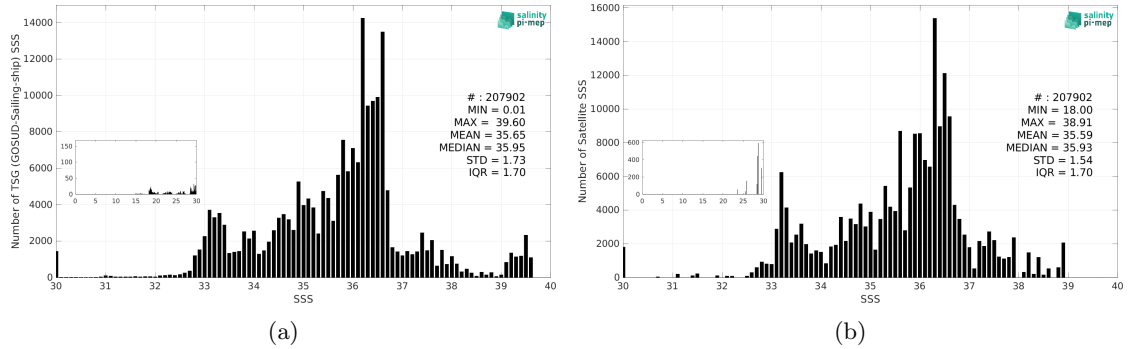 14000
12000
10000
8000
6000
4000
2000
0
Number of TSG (GOSUD-Sailing-ship) SSS
salinity
pi-mep
# : 207902
MIN = 0.01
MAX = 39.60
MEAN = 35.65
MEDIAN = 35.95
STD = 1.73
IQR = 1.70
150
100
50
0
0 5 10 15 20 25 30
30 31 32 33 34 35 36 37 38 39 40
SSS
(a)
16000
14000
12000
10000
8000
6000
4000
2000
0
Number of Satellite SSS
salinity
pi-mep
# : 207902
MIN = 18.00
MAX = 38.91
MEAN = 35.59
MEDIAN = 35.93
STD = 1.54
IQR = 1.70
600
400
200
0
0 5 10 15 20 25 30
30 31 32 33 34 35 36 37 38 39 40
SSS
(b)